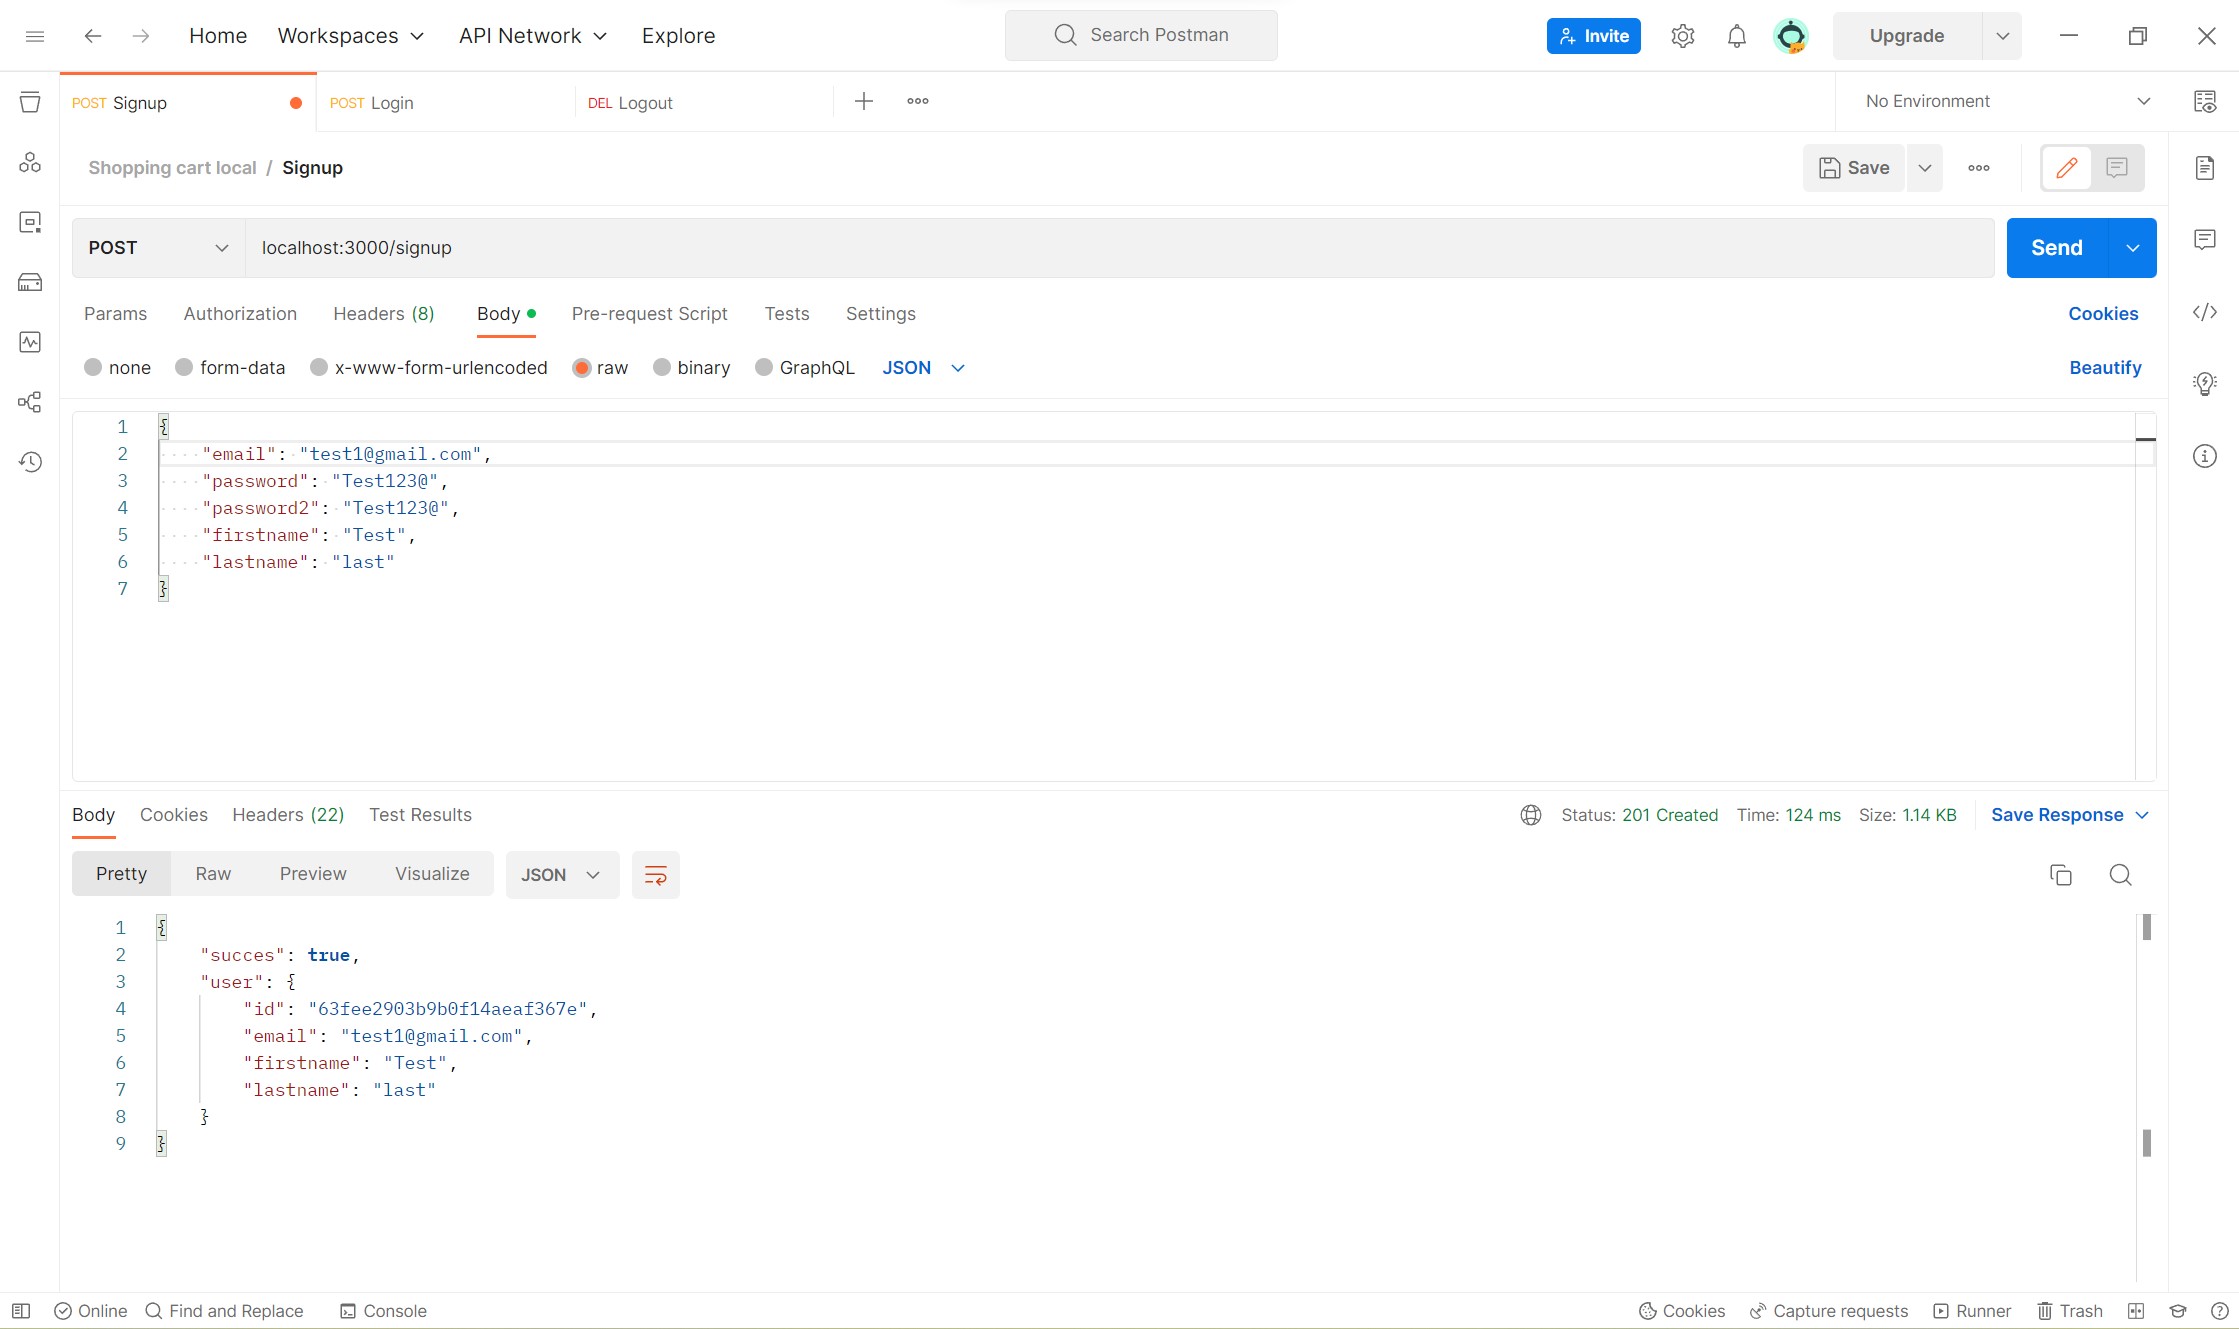 Home Workspaces API Network Explore Search Postman Invite Upgrade
POST Signup POST Login DEL Logout No Environment
Shopping cart local / Signup Save
POST localhost:3000/signup Send
Params Authorization Headers (8) Body Pre-request Script Tests Settings Cookies
none form-data x-www-form-urlencoded raw binary GraphQL JSON Beautify
1 {
2 "email": "test1@gmail.com",
3 "password": "Test123@",
4 "password2": "Test123@",
5 "firstname": "Test",
6 "lastname": "last"
7 }
Body Cookies Headers (22) Test Results Status: 201 Created Time: 124 ms Size: 1.14 KB Save Response
Pretty Raw Preview Visualize JSON
1 {
2 "succes": true,
3 "user": {
4 "id": "63fee2903b9b0f14aeaf367e",
5 "email": "test1@gmail.com",
6 "firstname": "Test",
7 "lastname": "last"
8 }
9 }
Online Find and Replace Console Cookies Capture requests Runner Trash